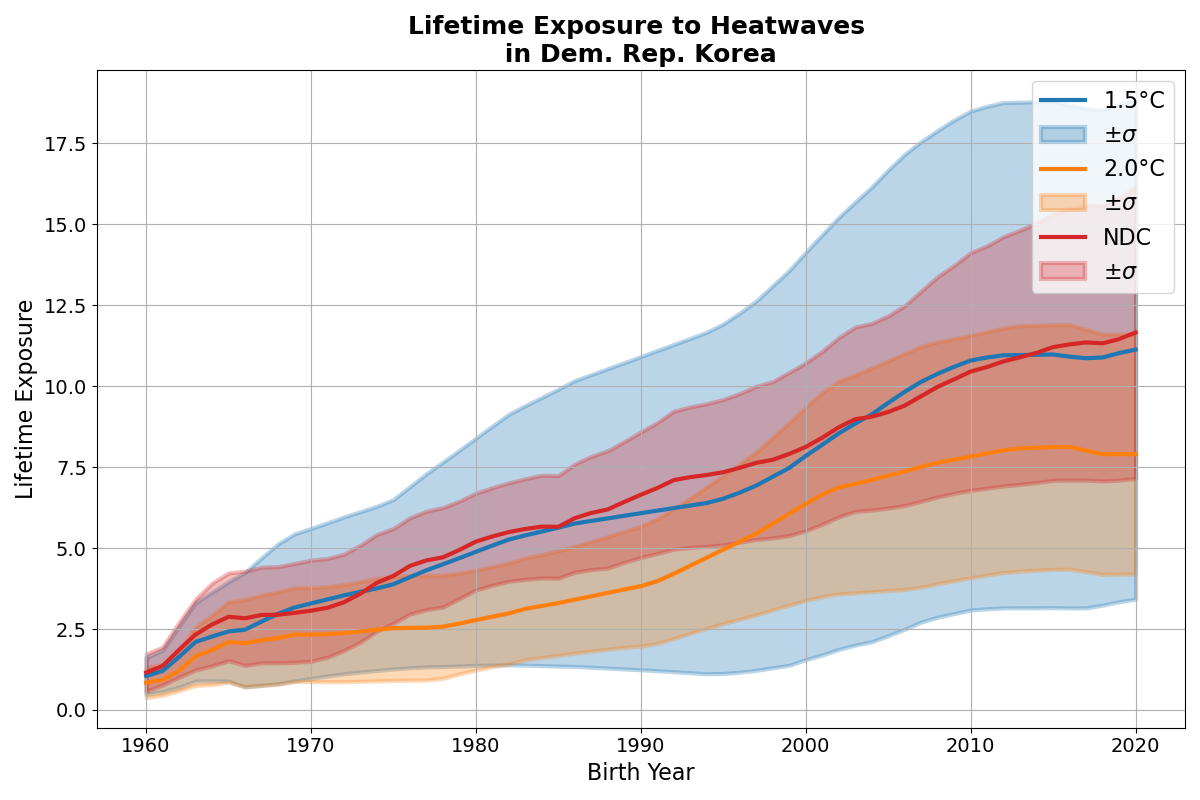 Lifetime Exposure to Heatwaves
in Dem. Rep. Korea
Lifetime Exposure
17.5
15.0
12.5
10.0
7.5
5.0
2.5
0.0
1.5°C
±σ
2.0°C
±σ
NDC
±σ
1960
1970
1980
1990
2000
2010
2020
Birth Year